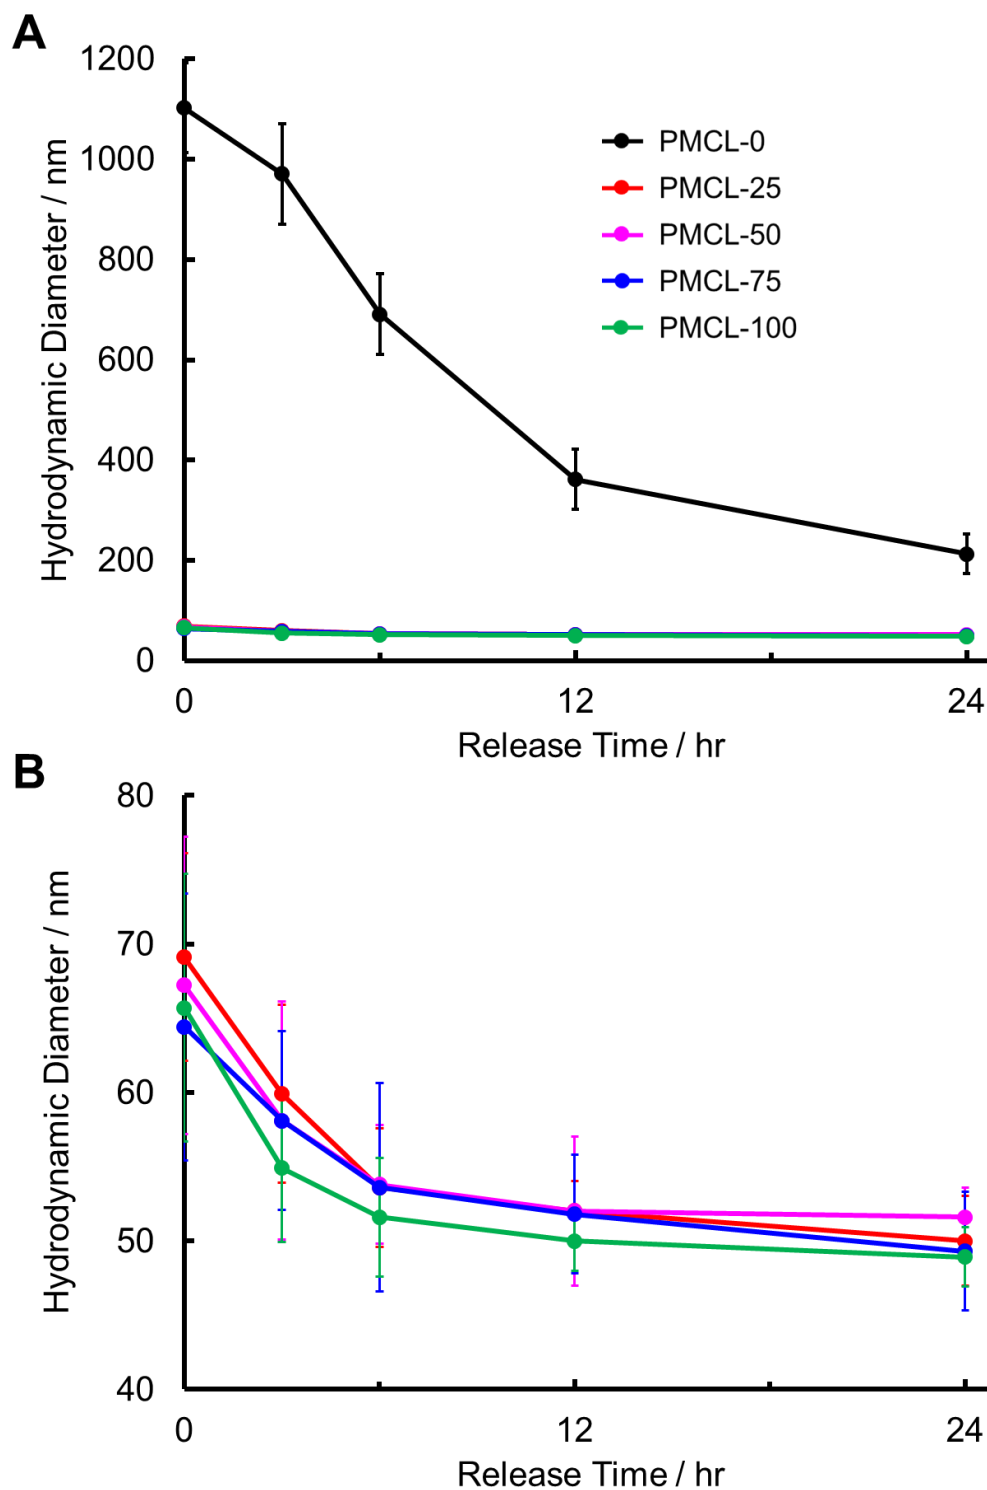 A
1200
1000
800
600
400
200
0
Hydrodynamic Diameter / nm
PMCL-0
PMCL-25
PMCL-50
PMCL-75
PMCL-100
0 12 24
Release Time / hr
B
80
70
60
50
40
Hydrodynamic Diameter / nm
0 12 24
Release Time / hr